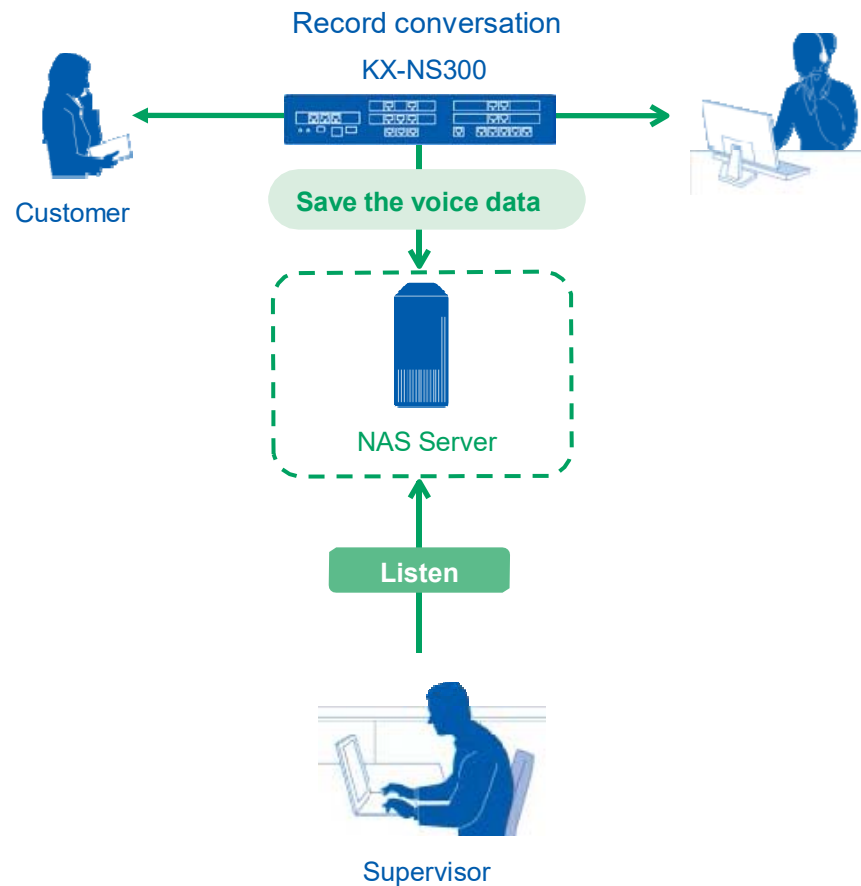 Record conversation
KX-NS300
Customer
Save the voice data
NAS Server
Listen
Supervisor